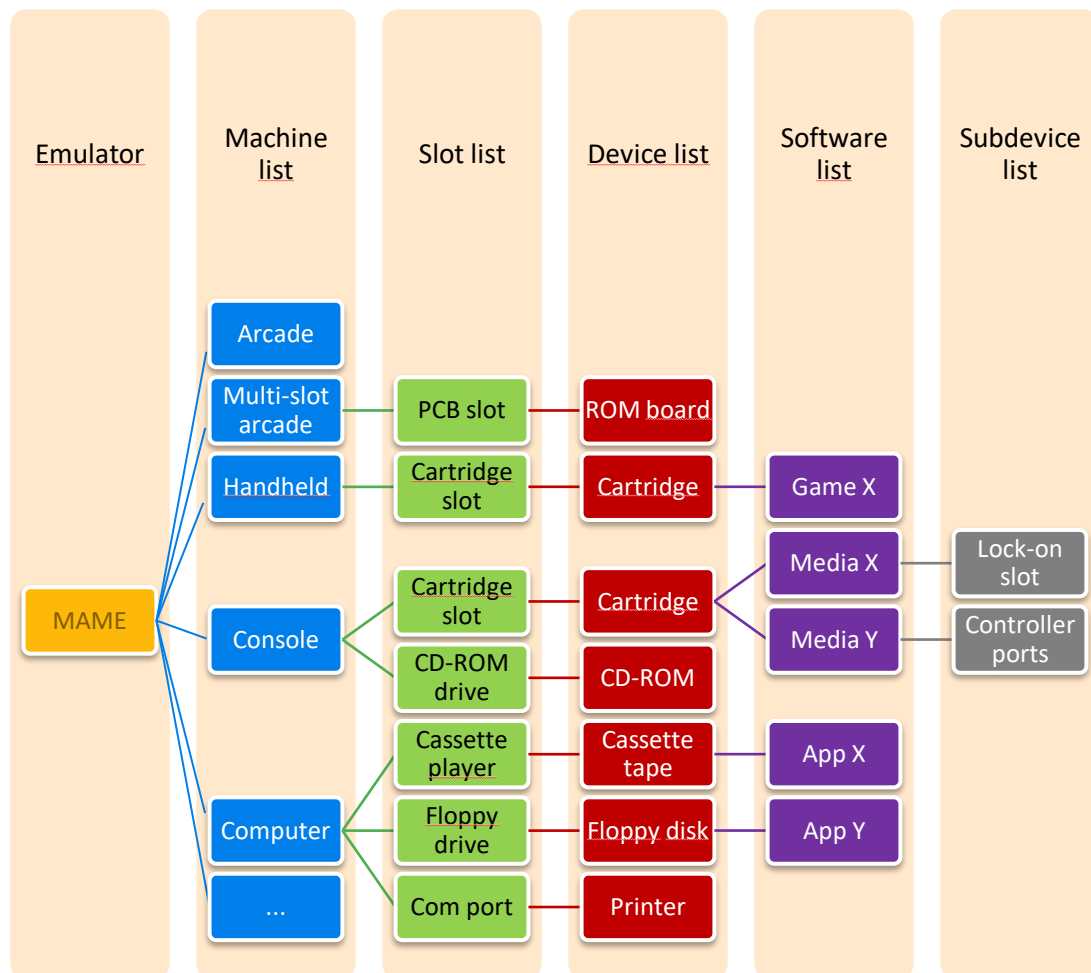 Emulator
Machine
list
Slot list
Device list
Software
list
Subdevice
list
Arcade
Multi-slot
arcade
PCB slot
ROM board
Handheld
Cartridge
slot
Cartridge
Game X
MAME
Console
Cartridge
slot
Cartridge
Media X
Lock-on
slot
Media Y
Controller
ports
CD-ROM
drive
CD-ROM
Computer
Cassette
player
Cassette
tape
App X
Floppy
drive
Floppy disk
App Y
...
Com port
Printer